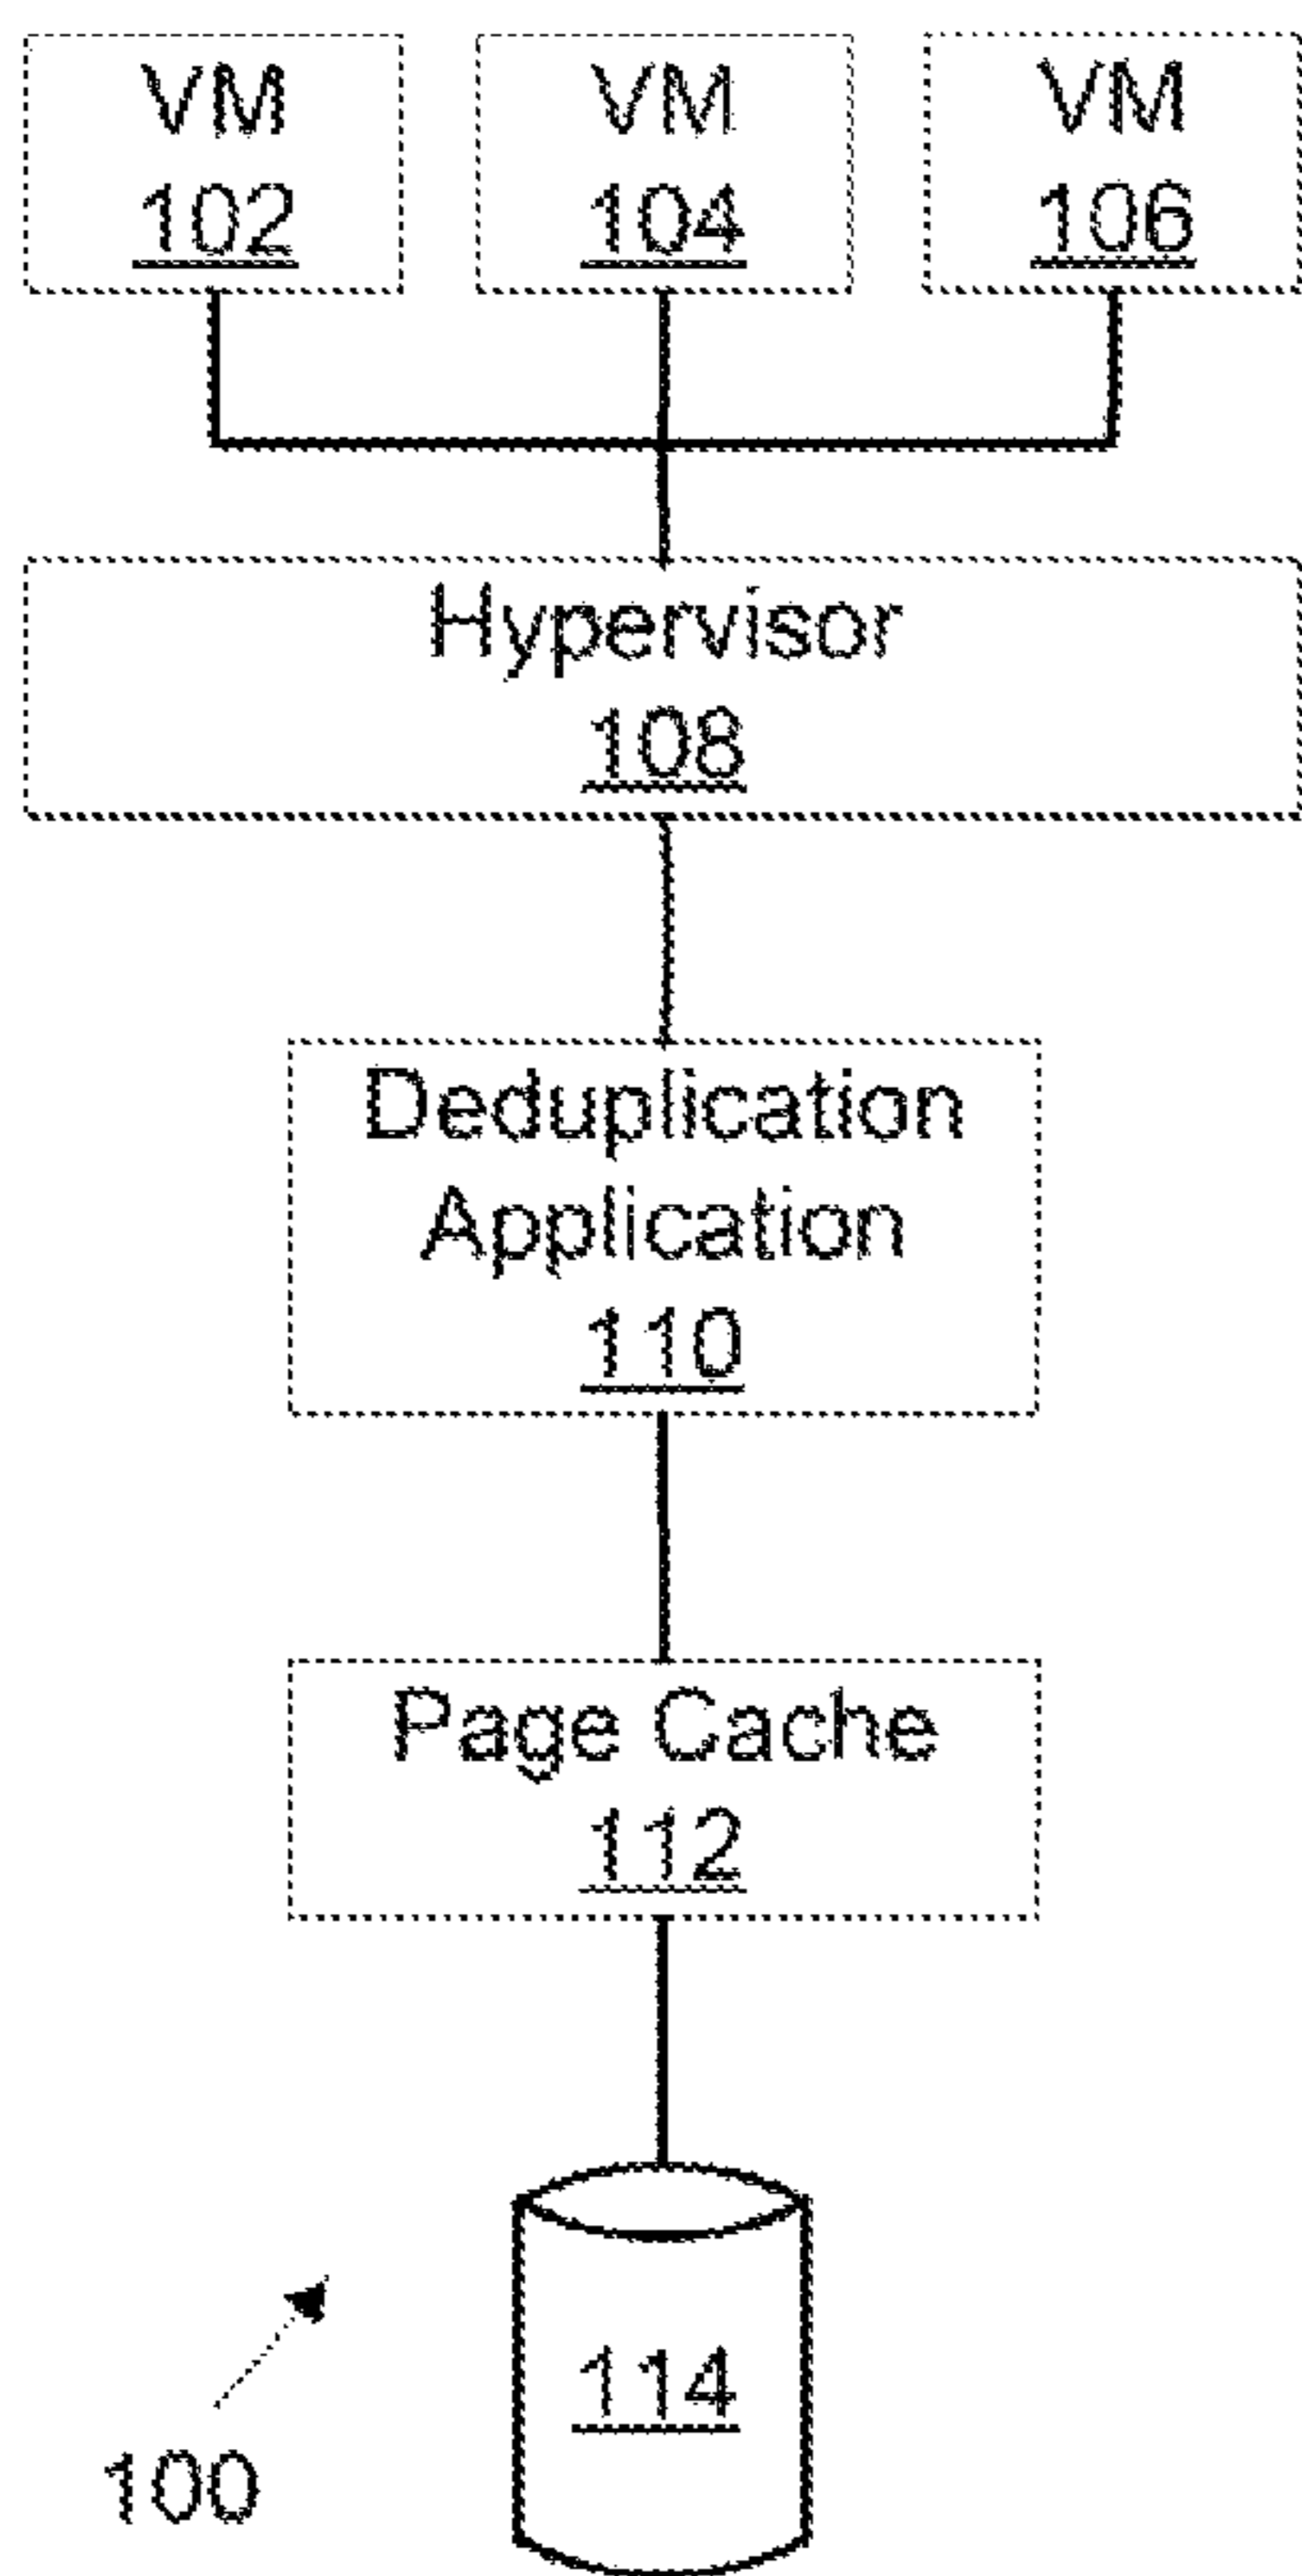 VM
102
VM
104
VM
106
Hypervisor
108
Deduplication
Application
110
Page Cache
112
114
100